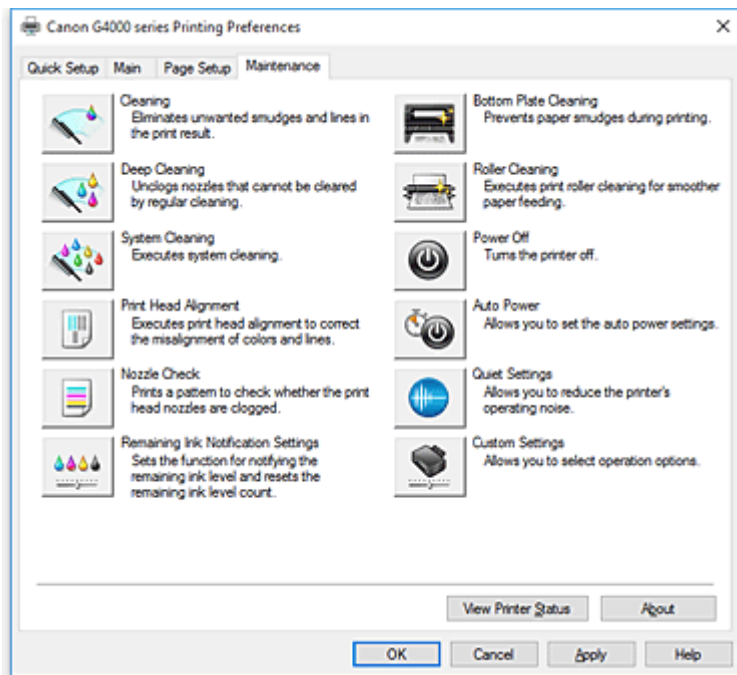 Canon G4000 series Printing Preferences
Quick Setup Main Page Setup Maintenance
Cleaning
Eliminates unwanted smudges and lines in
the print result.
Deep Cleaning
Unclogs nozzles that cannot be cleared
by regular cleaning.
System Cleaning
Executes system cleaning.
Print Head Alignment
Executes print head alignment to correct
the misalignment of colors and lines.
Nozzle Check
Prints a pattern to check whether the print
head nozzles are clogged.
Remaining Ink Notification Settings
Sets the function for notifying the
remaining ink level and resets the
remaining ink level count.
Bottom Plate Cleaning
Prevents paper smudges during printing.
Roller Cleaning
Executes print roller cleaning for smoother
paper feeding.
Power Off
Turns the printer off.
Auto Power
Allows you to set the auto power settings.
Quiet Settings
Allows you to reduce the printer's
operating noise.
Custom Settings
Allows you to select operation options.
View Printer Status About
OK Cancel Apply Help